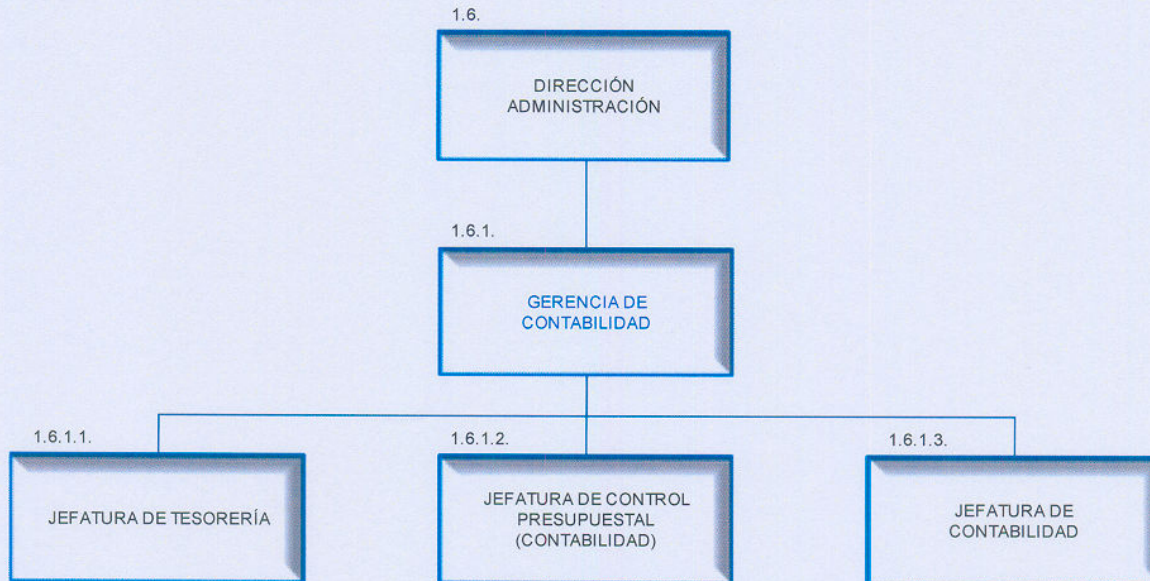 1.6.
DIRECCIÓN
ADMINISTRACIÓN
1.6.1.
GERENCIA DE
CONTABILIDAD
1.6.1.1.
JEFATURA DE TESORERÍA
1.6.1.2.
JEFATURA DE CONTROL
PRESUPUESTAL
(CONTABILIDAD)
1.6.1.3.
JEFATURA DE
CONTABILIDAD